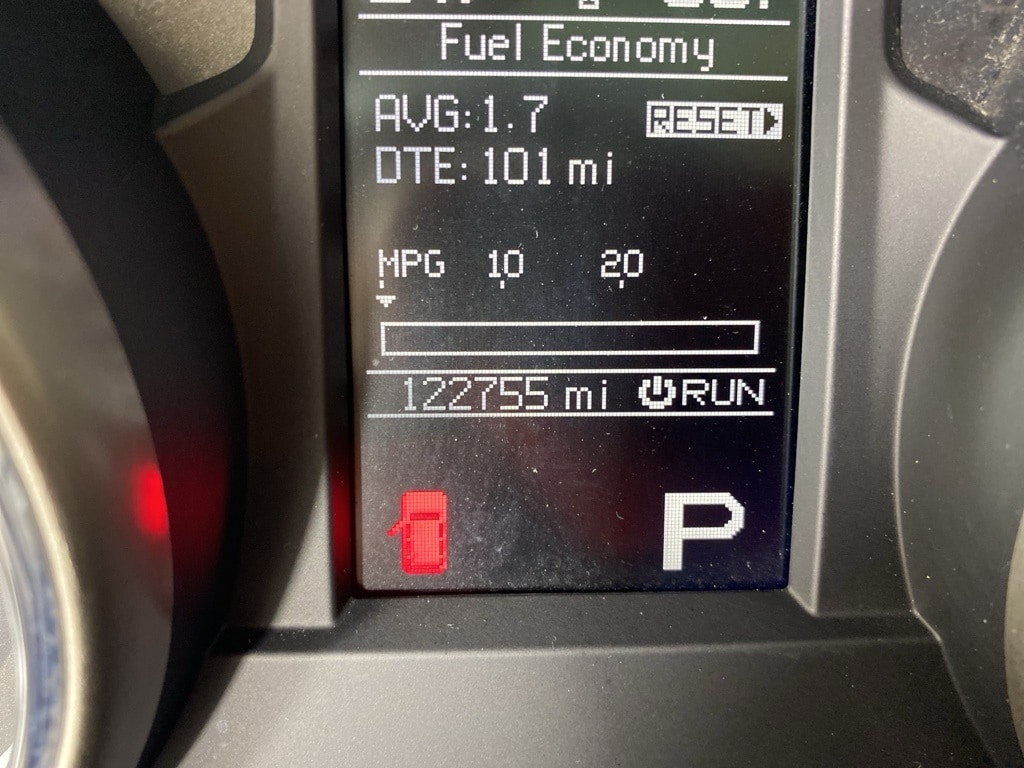 Fuel Economy
AVG: 1.7 RESET
DTE: 101 mi
MPG 10 20
122755 mi RUN
P